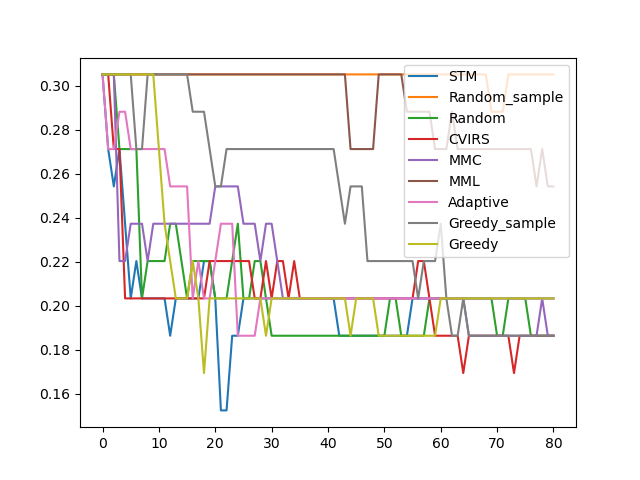 0.30
0.28
0.26
0.24
0.22
0.20
0.18
0.16
0
10
20
30
40
50
60
70
80
STM
Random_sample
Random
CVIRS
MMC
MML
Adaptive
Greedy_sample
Greedy